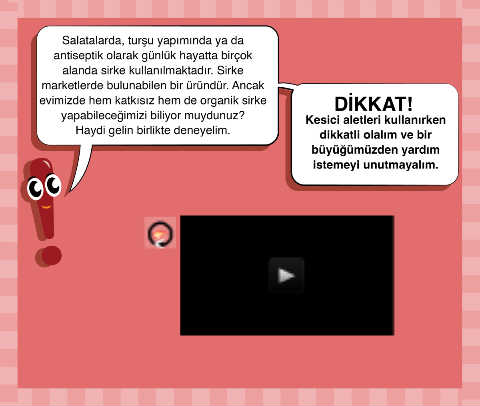 Salatalarda, turşu yapımında ya da
antiseptik olarak günlük hayatta birçok
alanda sirke kullanılmaktadır. Sirke
marketlerde bulunabilen bir üründür. Ancak
evimizde hem katkısız hem de organik sirke
yapabileceğimizi biliyor muydunuz?
Haydi gelin birlikte deneyelim.
DİKKAT!
Kesici aletleri kullanırken
dikkatli olalım ve bir
büyüğümüzden yardım
istemeyi unutmayalım.